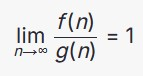 lim f(n)/g(n) = 1
n→∞